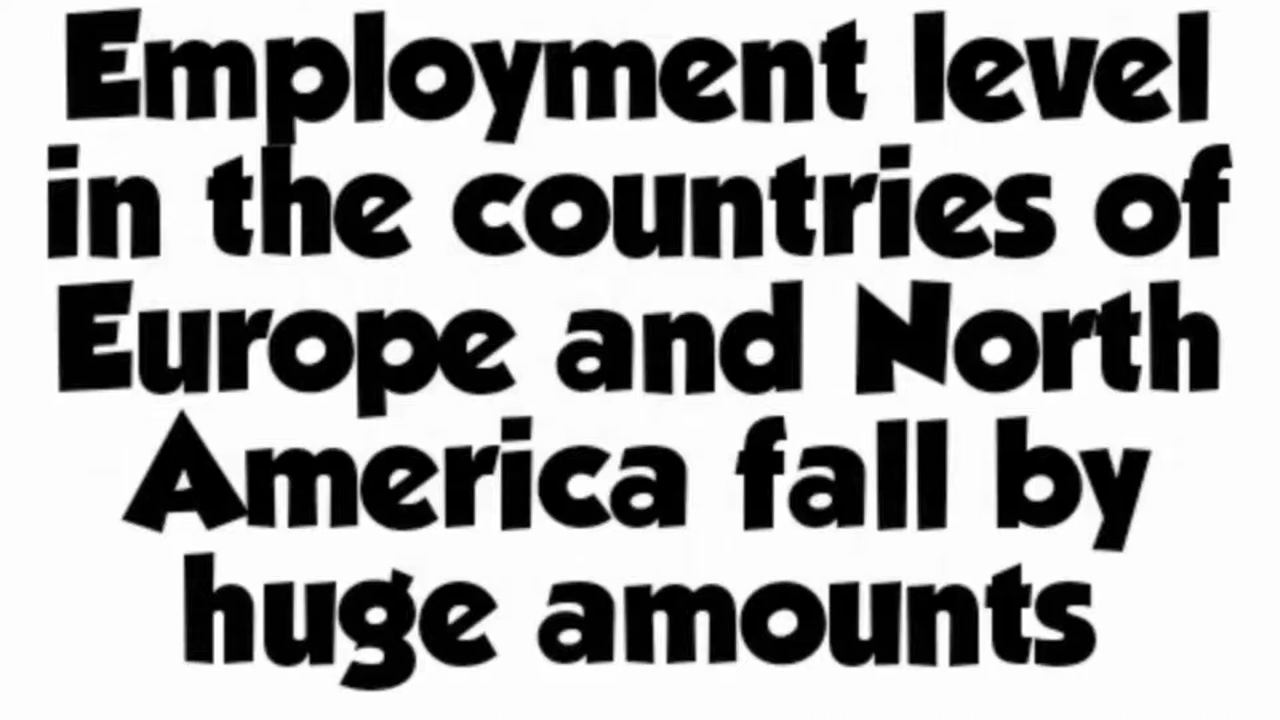 Employment level
in the countries of
Europe and North
America fall by
huge amounts